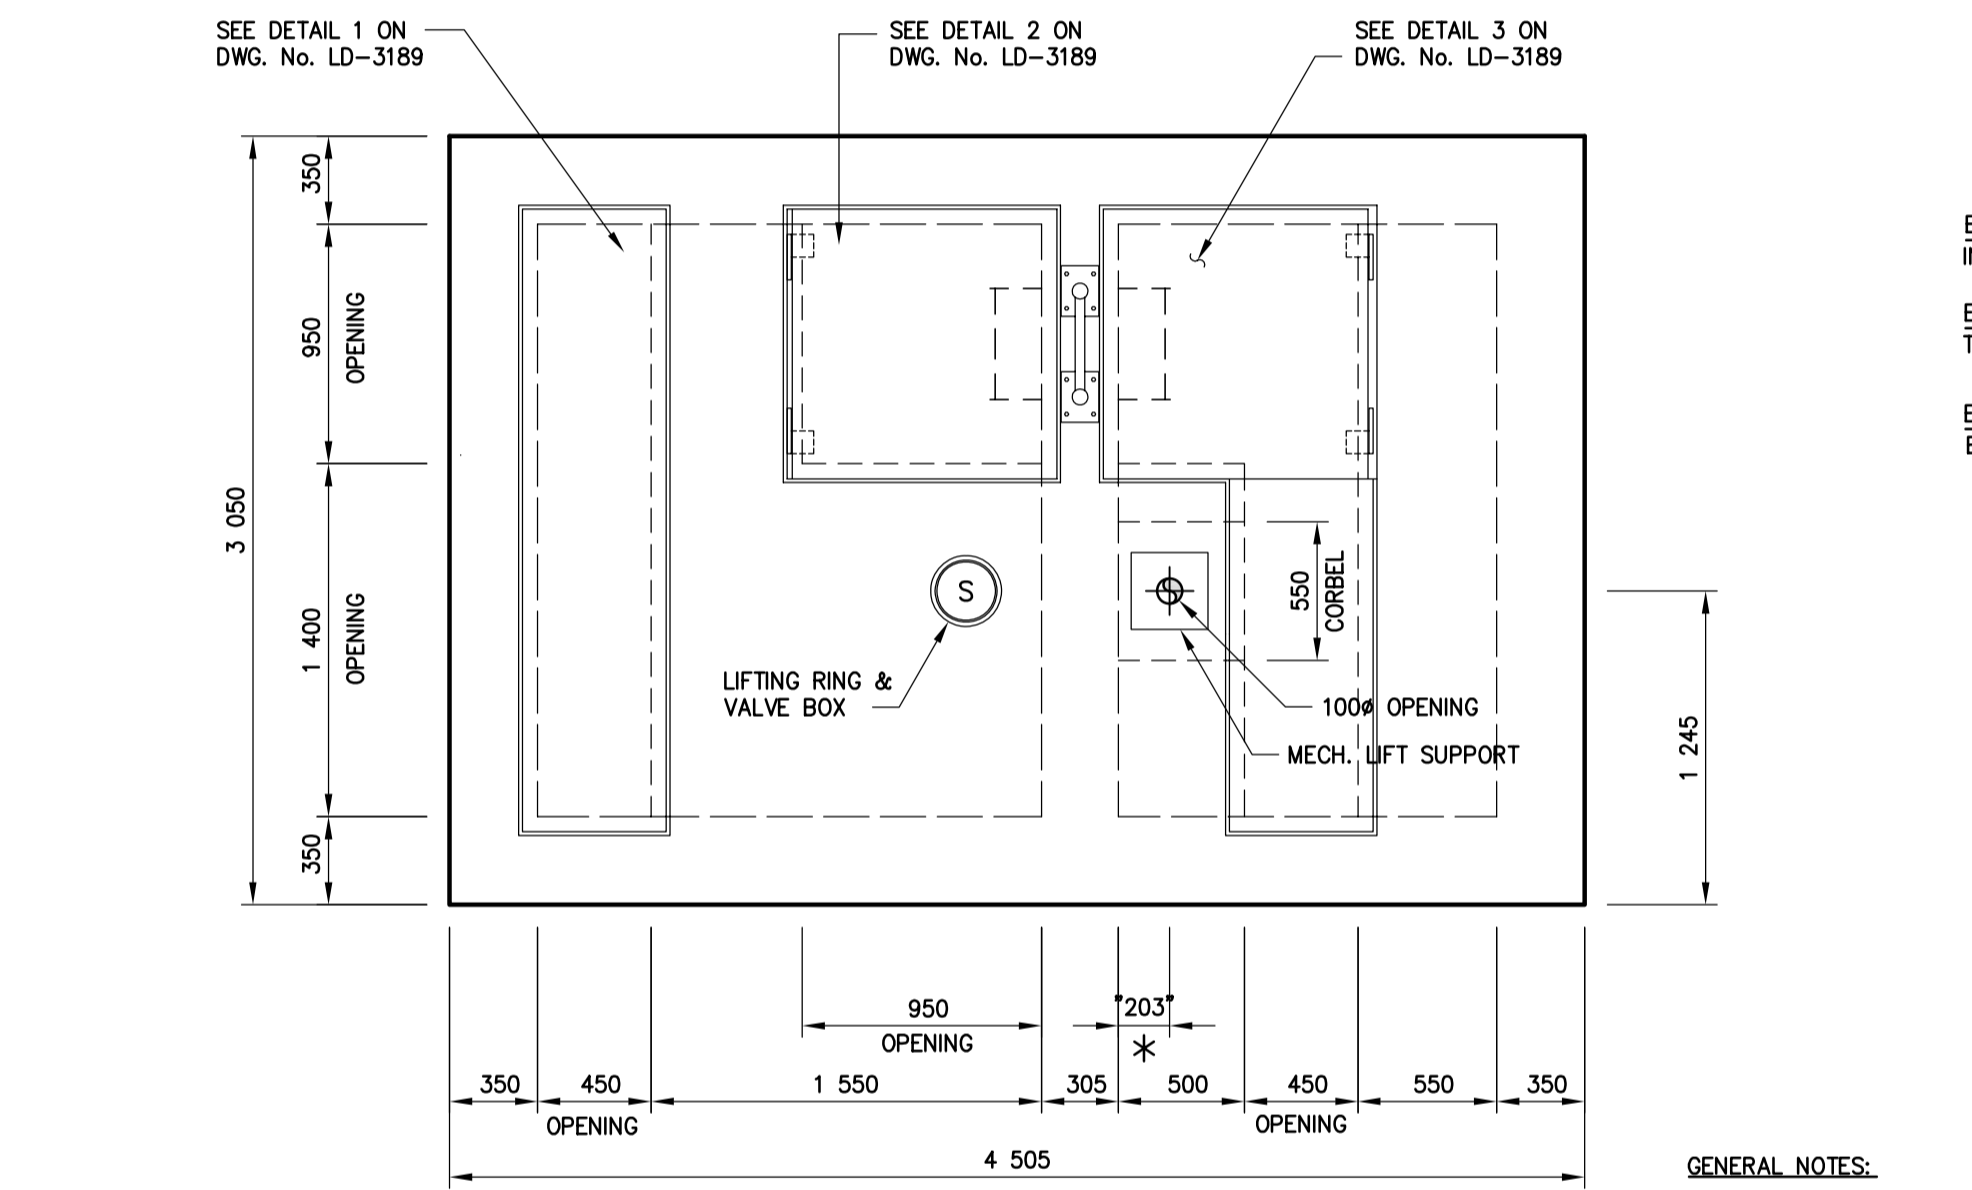 SEE DETAIL 1 ON
DWG. No. LD-3189
SEE DETAIL 2 ON
DWG. No. LD-3189
SEE DETAIL 3 ON
DWG. No. LD-3189
350
950
OPENING
3 050
1 400
OPENING
350
S
LIFTING RING &
VALVE BOX
550
CORBEL
100ø OPENING
MECH. LIFT SUPPORT
1 245
950
OPENING
"203"
*
350
450
1 550
305
500
450
550
350
OPENING
OPENING
4 505
GENERAL NOTES: